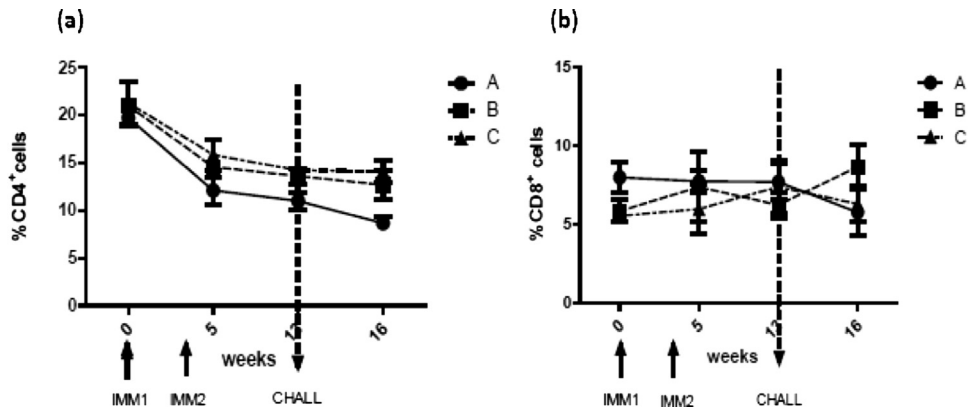 (a)
25
20
15
10
5
0
%CD4+cells
A
B
C
0
5
12
16
weeks
IMM1
IMM2
CHALL
(b)
15
10
5
0
%CD8+ cells
A
B
C
0
5
12
16
weeks
IMM1
IMM2
CHALL